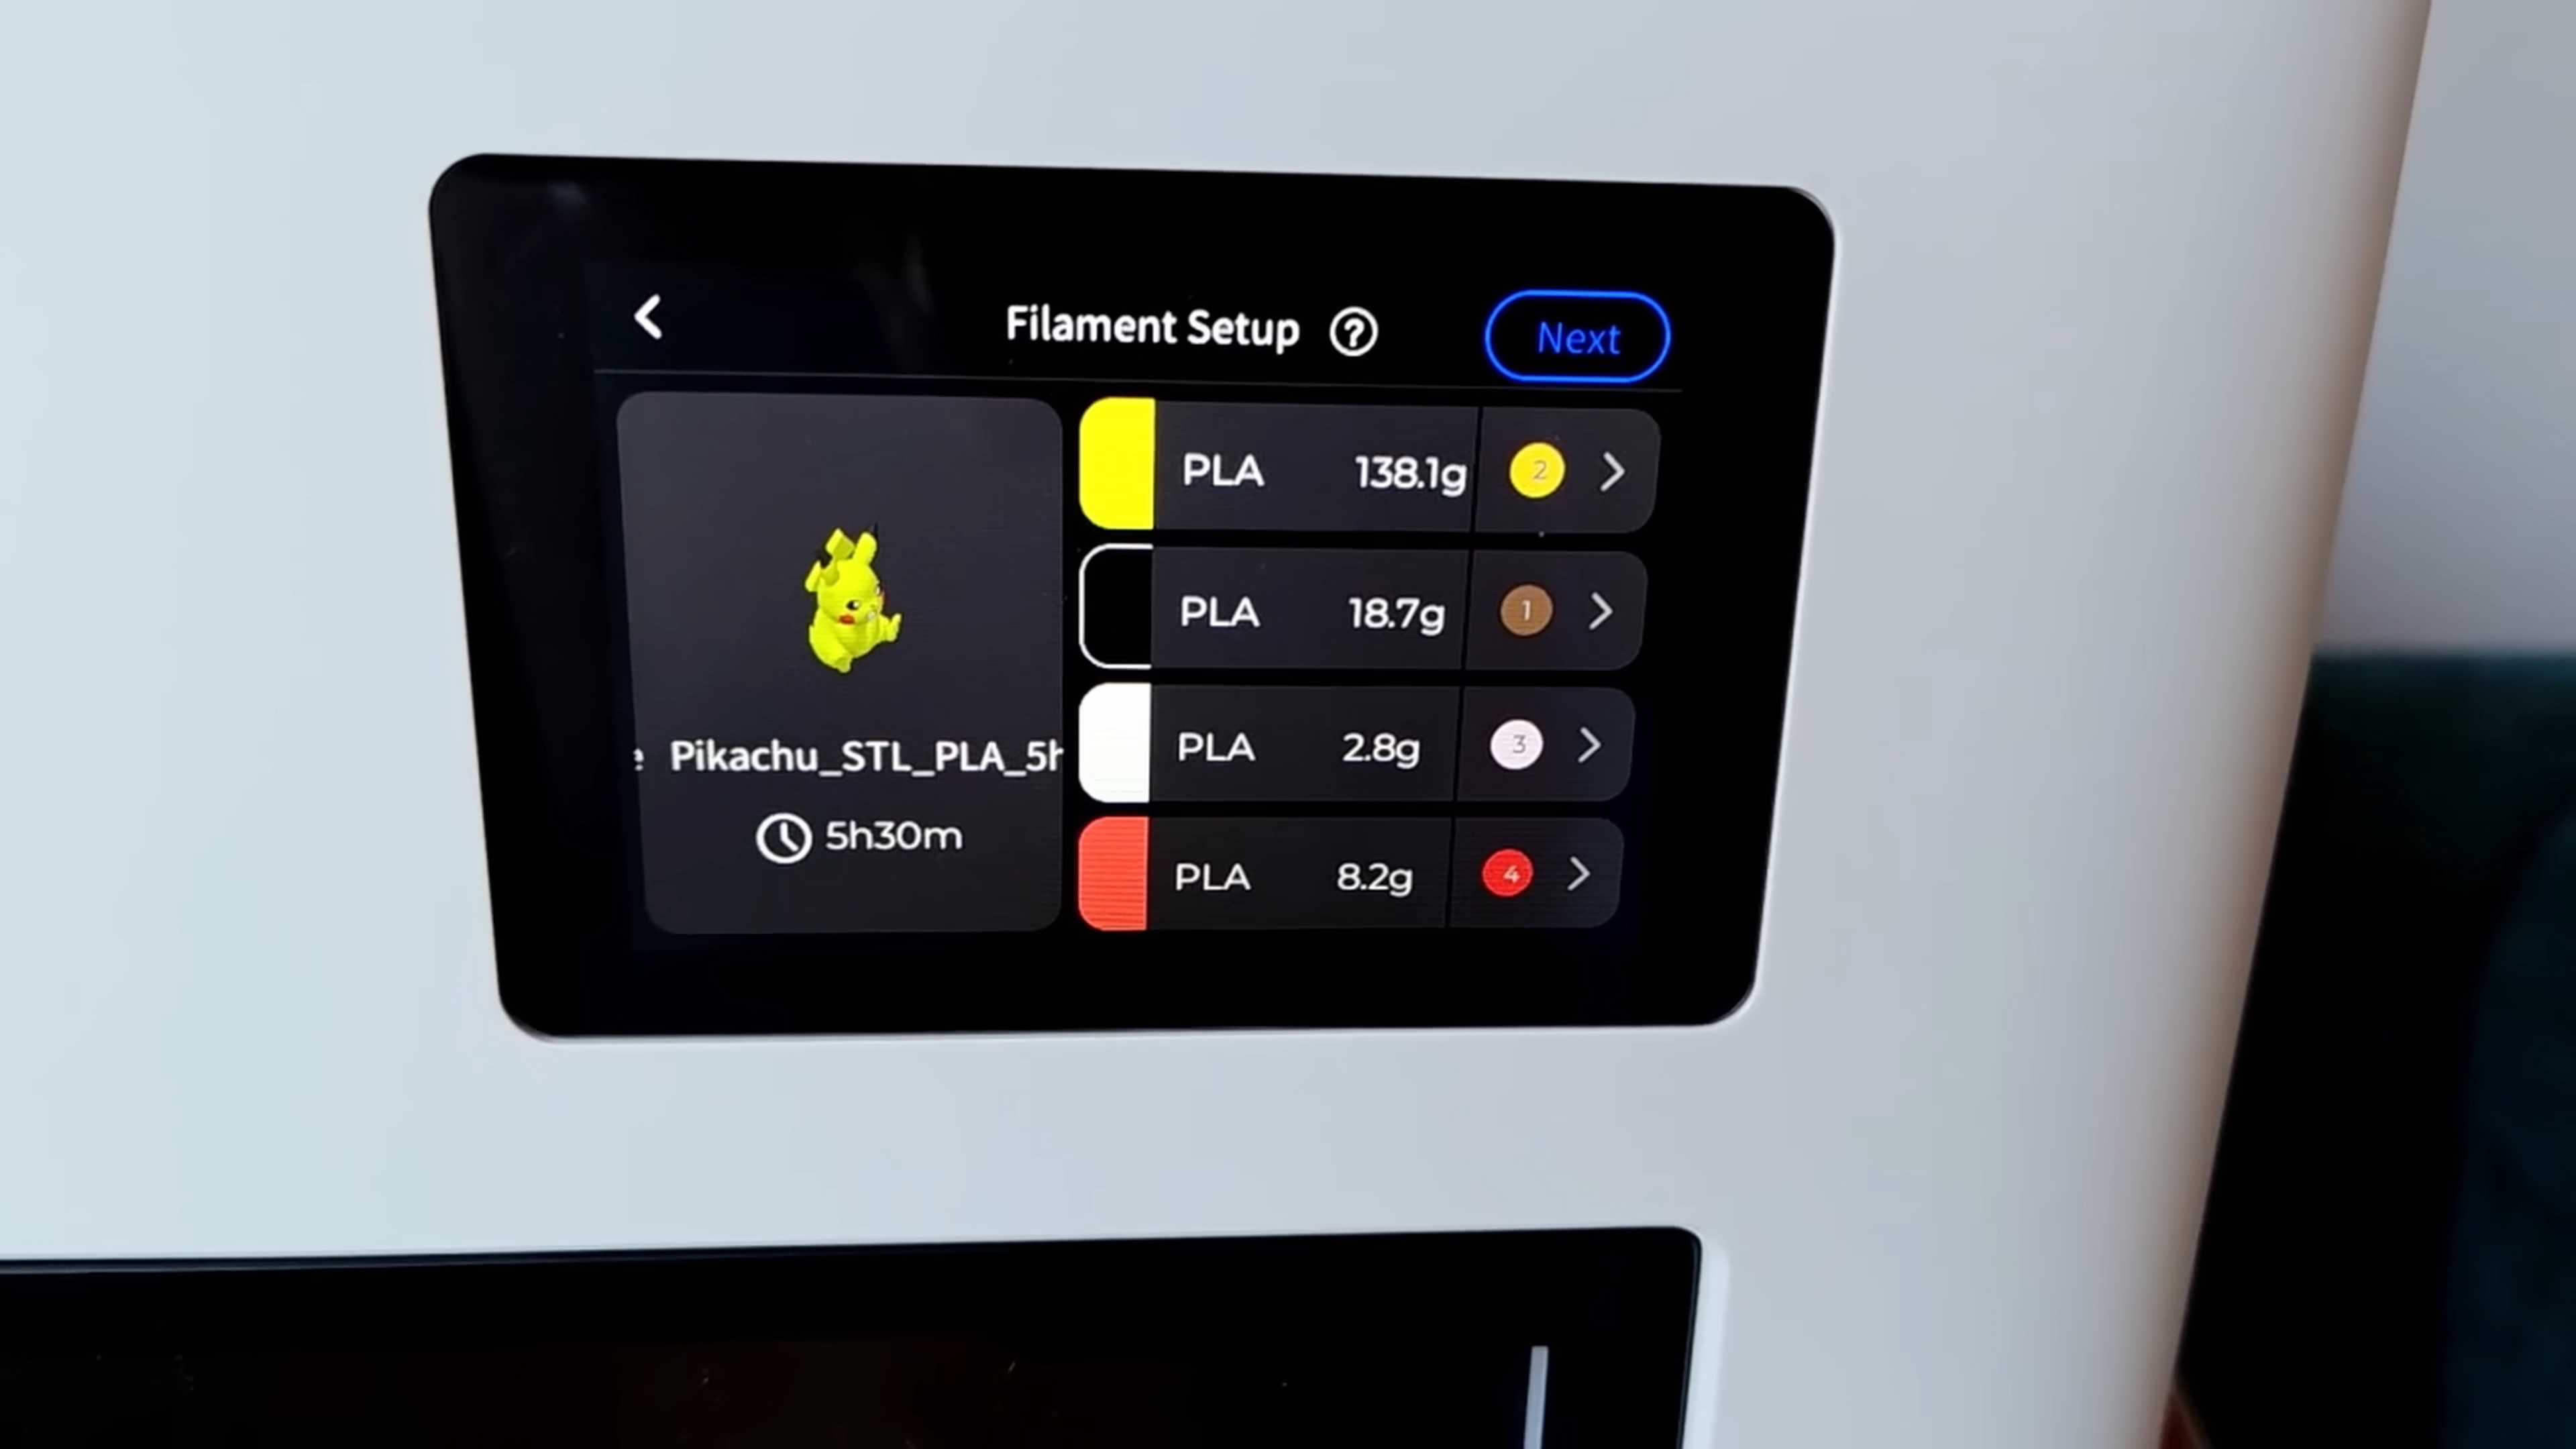 Filament Setup ?
Next
PLA 138.1g 2
PLA 18.7g 1
PLA 2.8g 3
PLA 8.2g 4
e Pikachu_STL_PLA_5h
5h30m